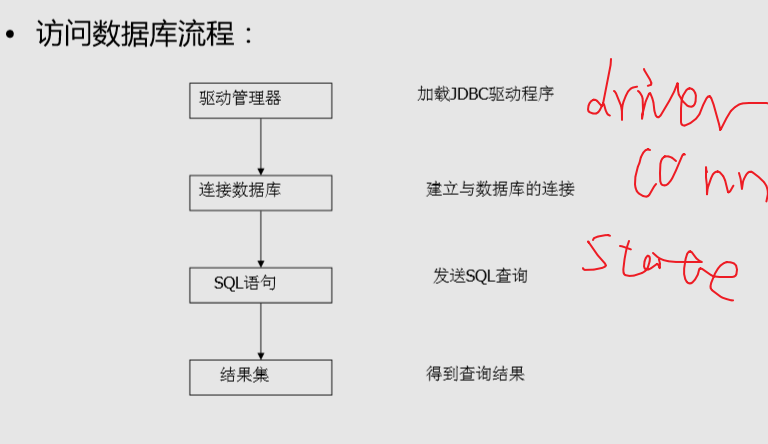 • 访问数据库流程：
驱动管理器 加载JDBC驱动程序 driver
连接数据库 建立与数据库的连接 conn
SQL语句 发送SQL查询
结果集 得到查询结果